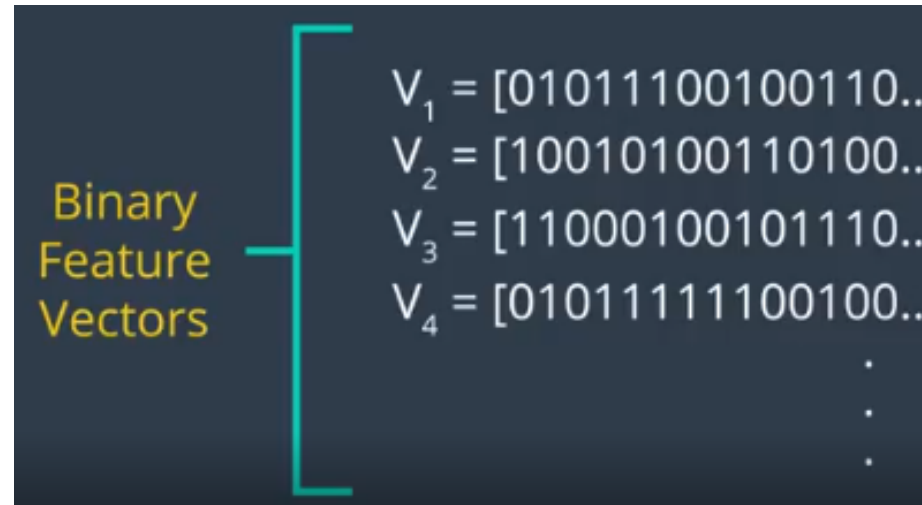 Binary
Feature
Vectors
V₁ = [01011100100110..
V₂ = [10010100110100..
V₃ = [11000100101110..
V₄ = [01011111100100..
.
.
.